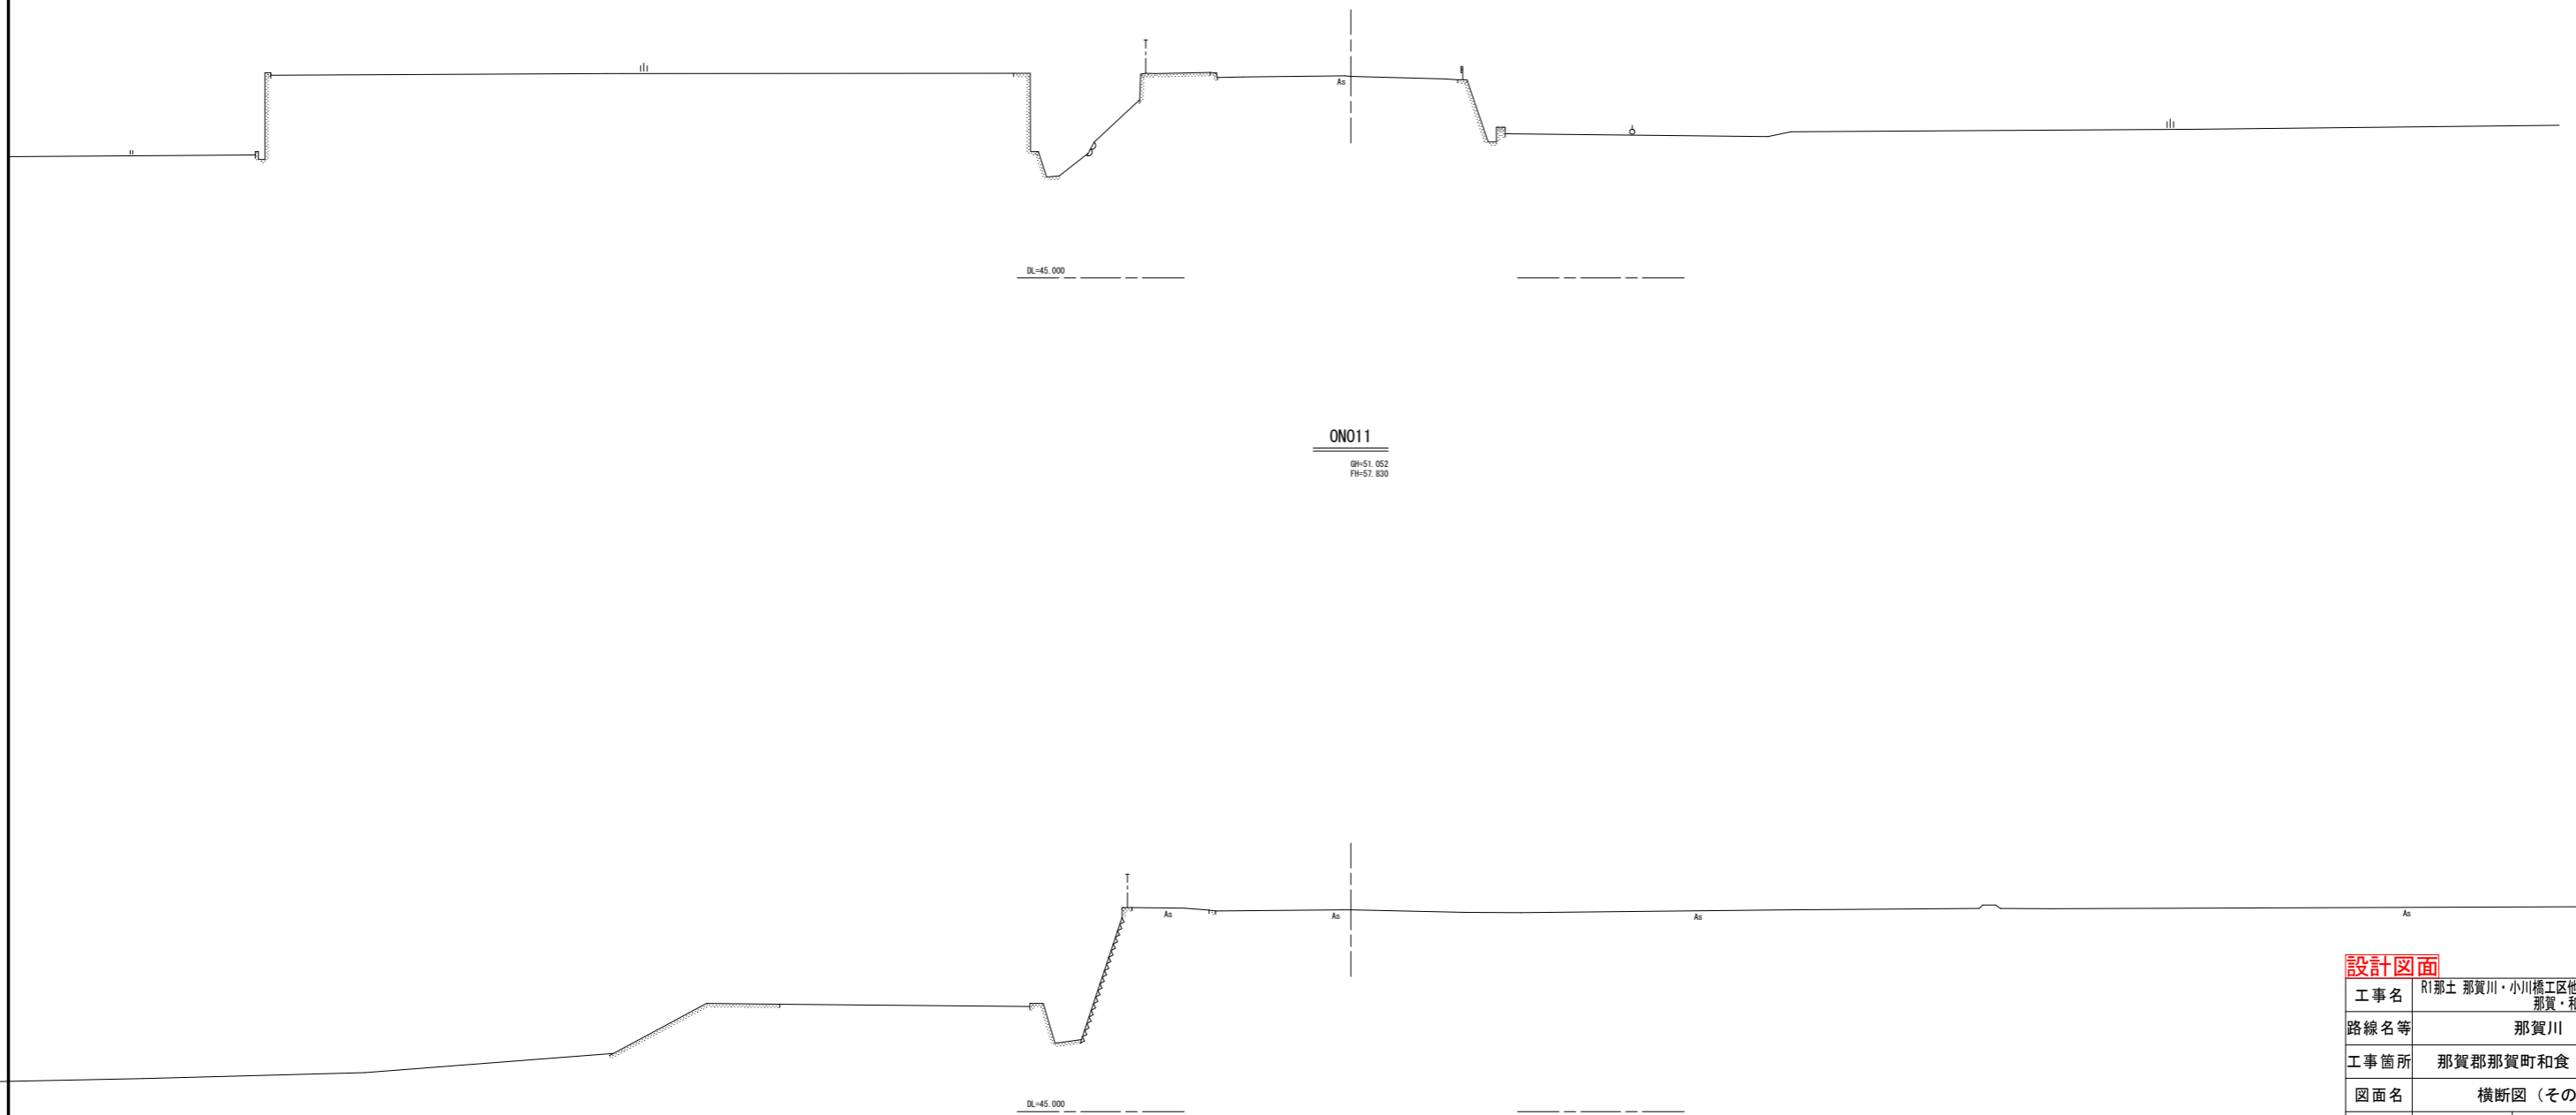 As
DL=45.000
ONO11
GH=51.052
FH=57.830
As
As
As
As
DL=45.000
設計図面
工事名
R1那土 那賀川・小川橋工区他
那賀・和
路線名等
那賀川
工事箇所
那賀郡那賀町和食
図面名
横断図（その